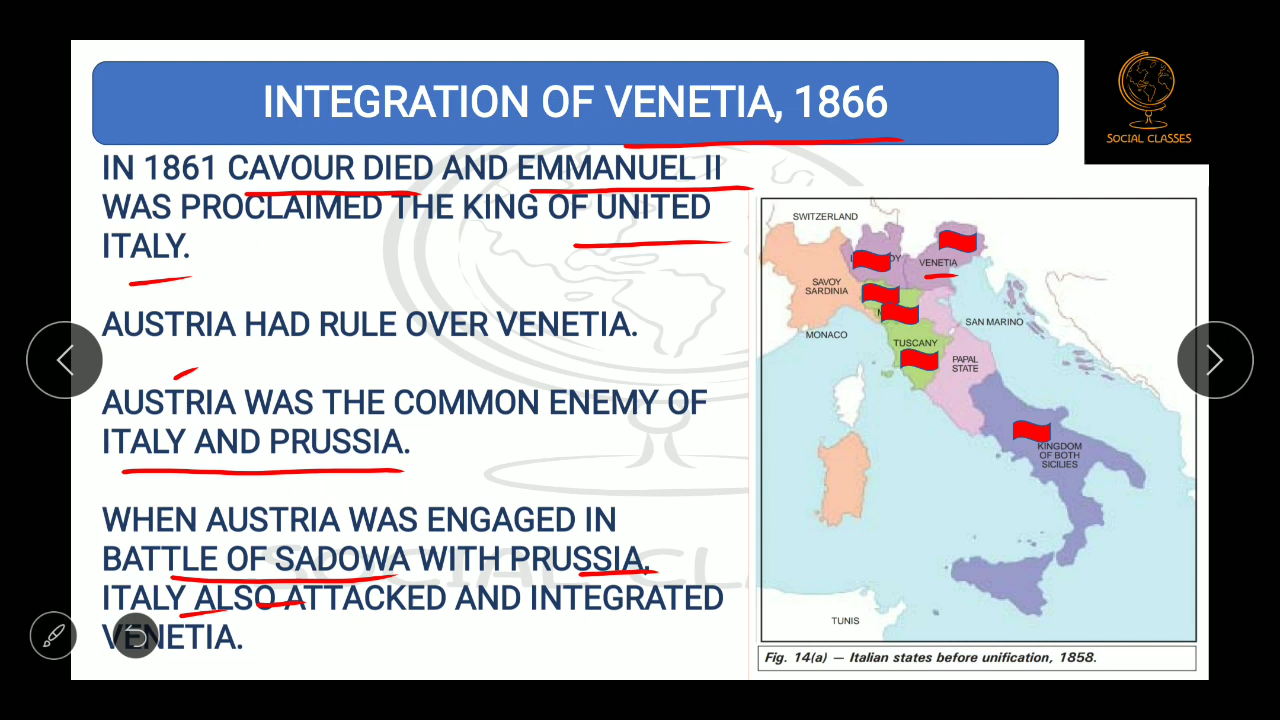 INTEGRATION OF VENETIA, 1866
SOCIAL CLASSES
IN 1861 CAVOUR DIED AND EMMANUEL II
WAS PROCLAIMED THE KING OF UNITED
ITALY.
AUSTRIA HAD RULE OVER VENETIA.
AUSTRIA WAS THE COMMON ENEMY OF
ITALY AND PRUSSIA.
WHEN AUSTRIA WAS ENGAGED IN
BATTLE OF SADOWA WITH PRUSSIA,
ITALY ALSO ATTACKED AND INTEGRATED
VENETIA.
SWITZERLAND
VENETIA
SAVOY
SARDINIA
MONACO
SAN MARINO
TUSCANY
PAPAL
STATE
KINGDOM
OF BOTH
SICILIES
TUNIS
Fig. 14(a) — Italian states before unification, 1858.